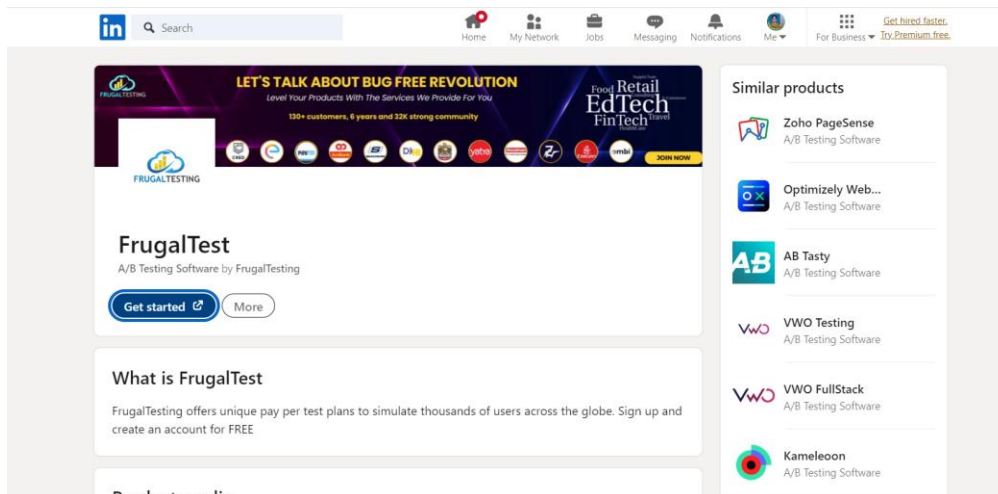 in
Search
Home
My Network
Jobs
Messaging
Notifications
Me
For Business
Get hired faster.
Try Premium free.
FRUGALTESTING
LET'S TALK ABOUT BUG FREE REVOLUTION
Level Your Products With The Services We Provide For You
130+ customers, 6 years and 32K strong community
Food Retail
EdTech
FinTech Travel
yatra
JOIN NOW
FRUGALTESTING
FrugalTest
A/B Testing Software by FrugalTesting
Get started
More
What is FrugalTest
FrugalTesting offers unique pay per test plans to simulate thousands of users across the globe. Sign up and
create an account for FREE
Similar products
Zoho PageSense
A/B Testing Software
Optimizely Web...
A/B Testing Software
AB
AB Tasty
A/B Testing Software
VWO
VWO Testing
A/B Testing Software
VWO
VWO FullStack
A/B Testing Software
Kameleoon
A/B Testing Software